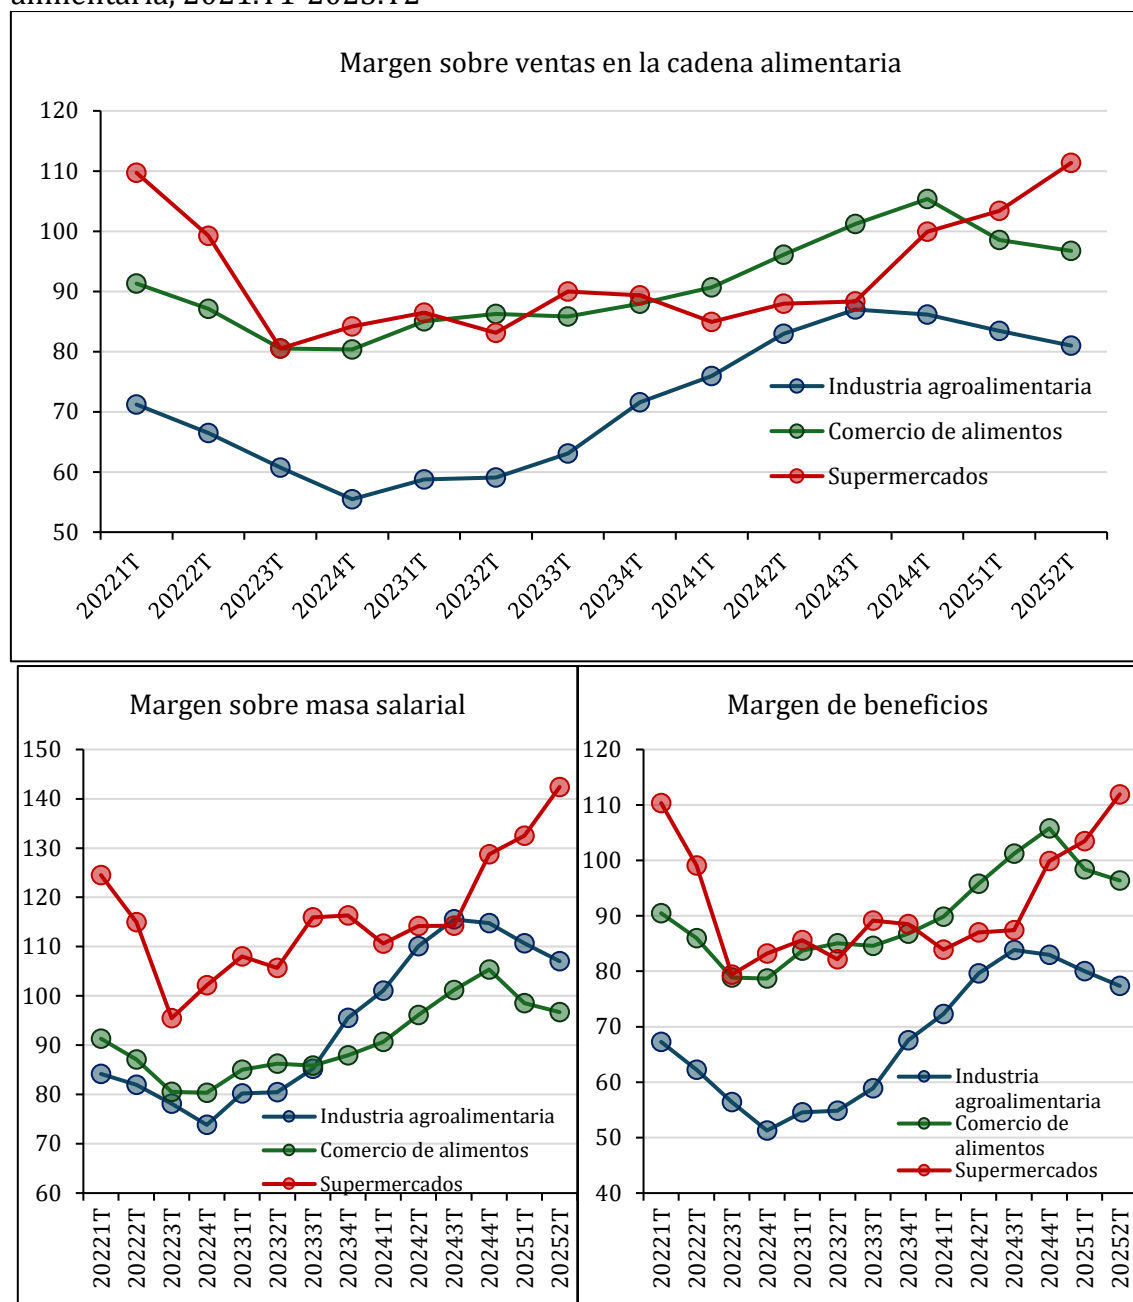 alimentaria, 2021.T1-2025.T2
Margen sobre ventas en la cadena alimentaria
120
110
100
90
80
70
60
50
Industria agroalimentaria
Comercio de alimentos
Supermercados
20221T
20222T
20223T
20224T
20231T
20232T
20233T
20234T
20241T
20242T
20243T
20244T
20251T
20252T
Margen sobre masa salarial
150
140
130
120
110
100
90
80
70
60
Industria agroalimentaria
Comercio de alimentos
Supermercados
20221T
20222T
20223T
20224T
20231T
20232T
20233T
20234T
20241T
20242T
20243T
20244T
20251T
20252T
Margen de beneficios
120
110
100
90
80
70
60
50
40
Industria
agroalimentaria
Comercio de
alimentos
Supermercados
20221T
20222T
20223T
20224T
20231T
20232T
20233T
20234T
20241T
20242T
20243T
20244T
20251T
20252T